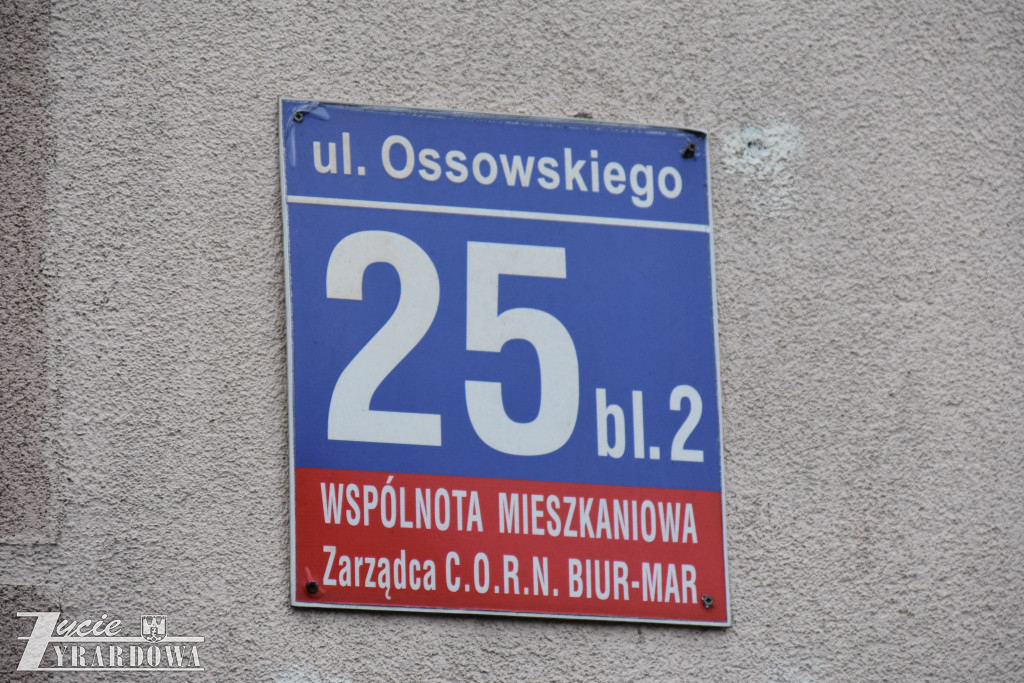 ul. Ossowskiego
25 bl.2
WSPÓLNOTA MIESZKANIOWA
Zarządca C.O.R.N. BIUR-MAR
Życie
ŻYRARDOWA